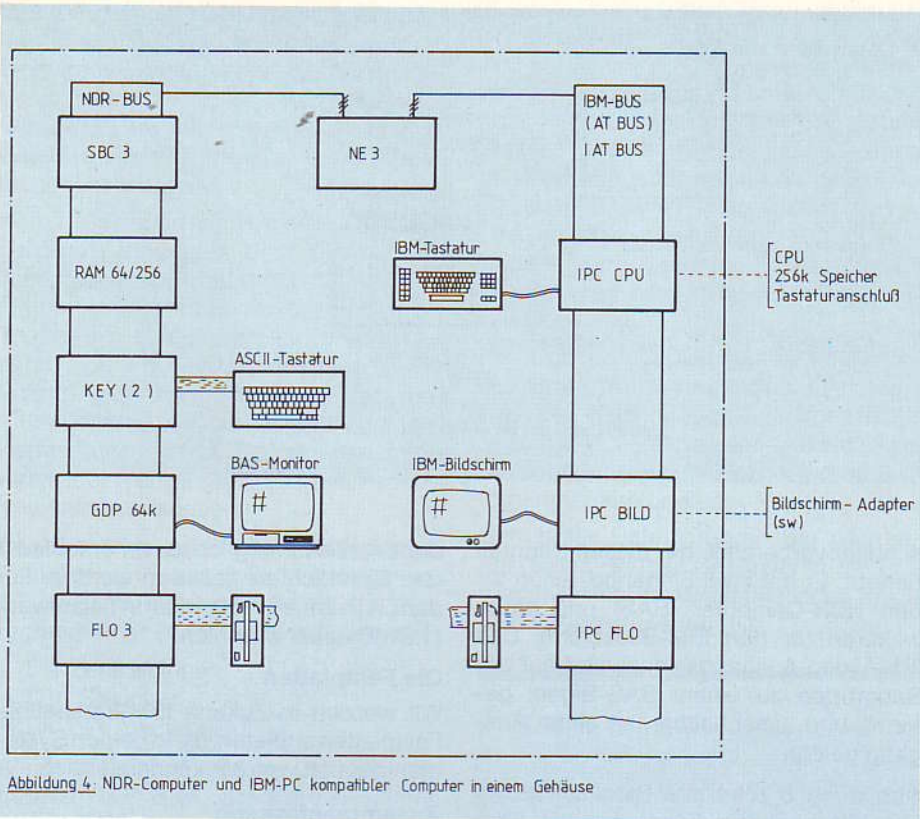 NDR-BUS
SBC 3
NE 3
IBM-BUS
(AT BUS)
IAT BUS
RAM 64/256
IBM-Tastatur
IPC CPU
CPU
256k Speicher
Tastaturanschluß
KEY (2)
ASCII-Tastatur
GDP 64k
BAS-Monitor
#
IBM-Bildschirm
#
IPC BILD
Bildschirm-Adapter
(sw)
FLO 3
IPC FLO
Abbildung 4: NDR-Computer und IBM-PC kompatibler Computer in einem Gehäuse